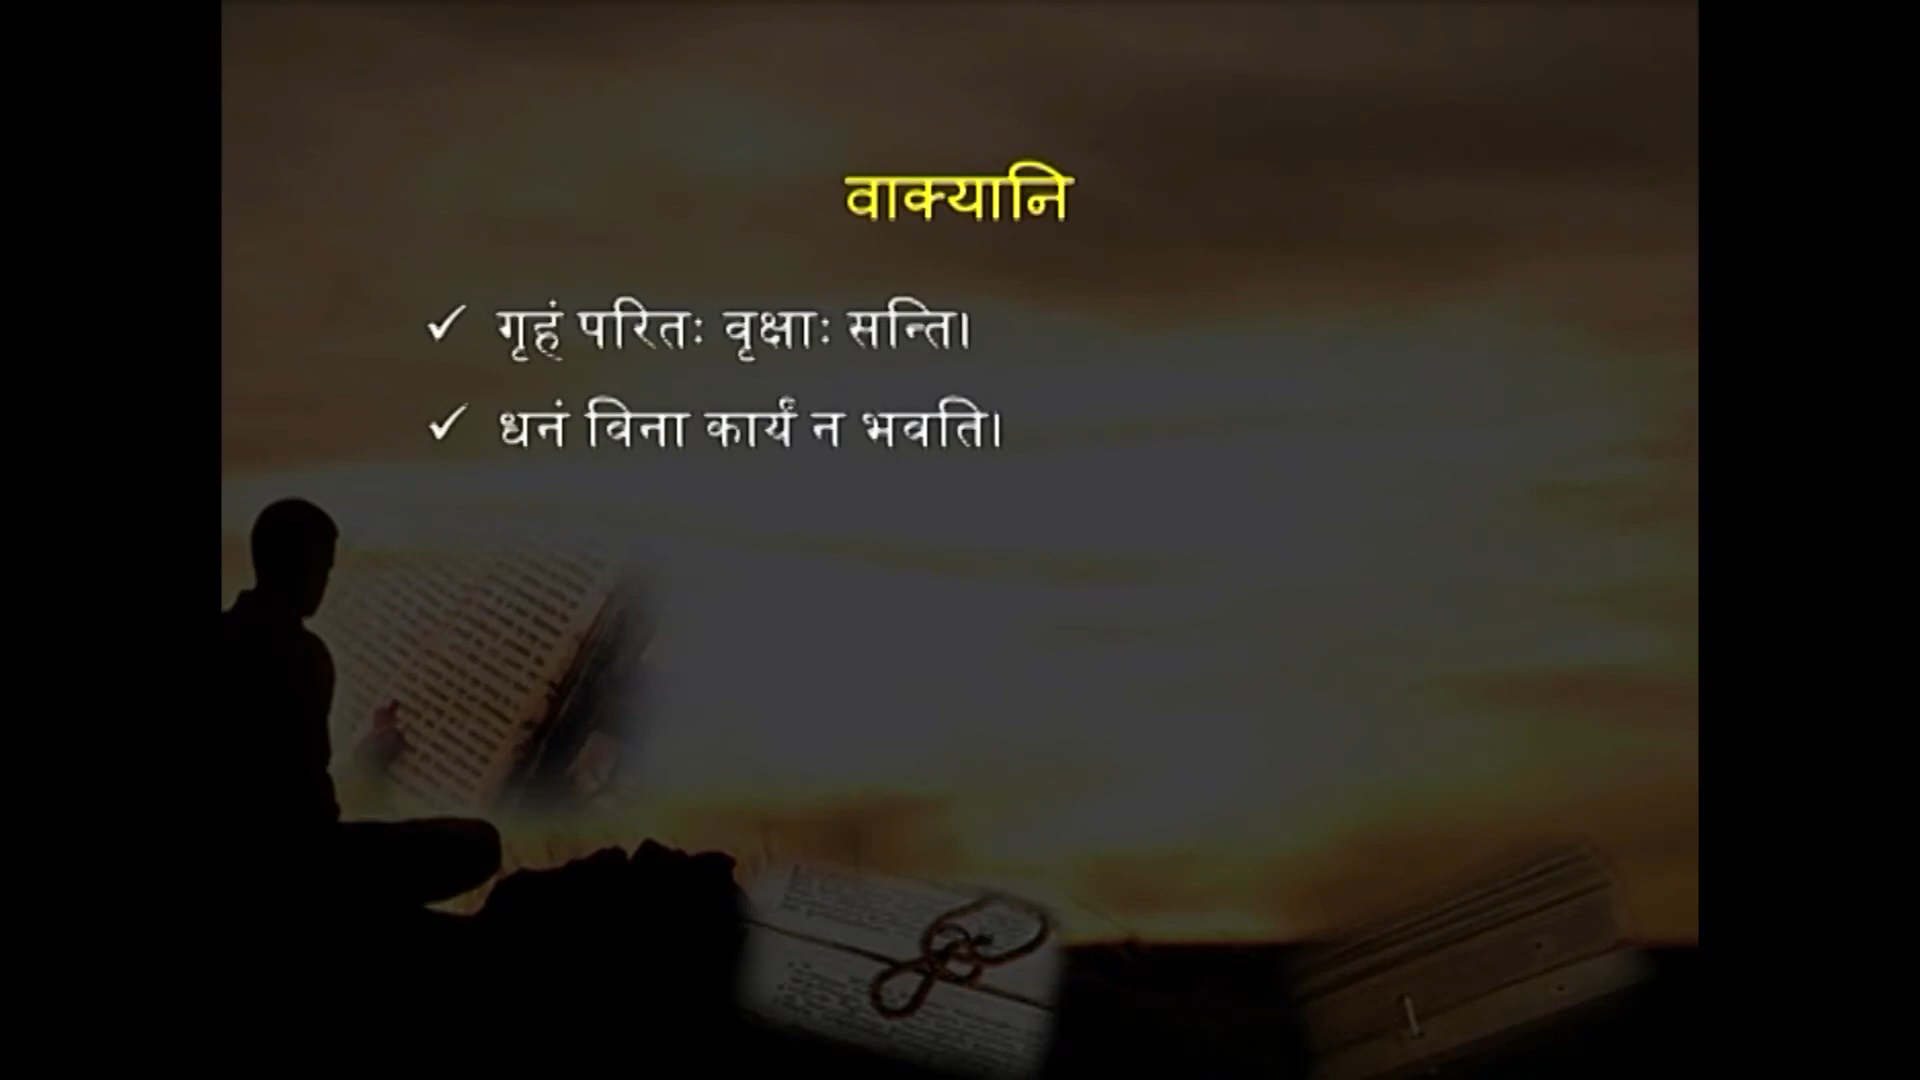 वाक्यानि
✓ गृहं परितः वृक्षाः सन्ति।
✓ धनं विना कार्यं न भवति।